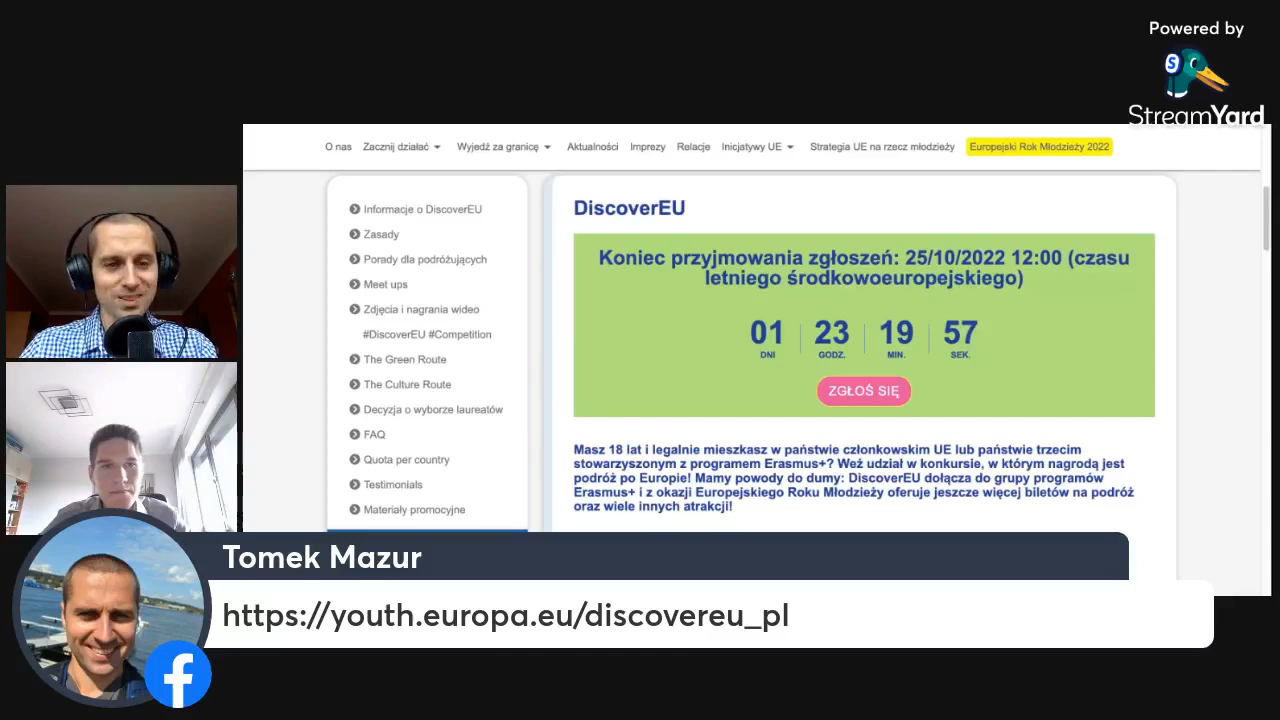 Powered by
StreamYard
O nas Zacznij działać Wyjedź za granicę Aktualności Imprezy Relacje Inicjatywy UE Strategia UE na rzecz młodzieży Europejski Rok Młodzieży 2022
Informacje o DiscoverEU
Zasady
Porady dla podróżujących
Meet ups
Zdjęcia i nagrania wideo
#DiscoverEU #Competition
The Green Route
The Culture Route
Decyzja o wyborze laureatów
FAQ
Quota per country
Testimonials
Materiały promocyjne
DiscoverEU
Koniec przyjmowania zgłoszeń: 25/10/2022 12:00 (czasu
letniego środkowoeuropejskiego)
01 23 19 57
DNI GODZ. MIN. SEK.
ZGŁOŚ SIĘ
Masz 18 lat i legalnie mieszkasz w państwie członkowskim UE lub państwie trzecim
stowarzyszonym z programem Erasmus+? Weź udział w konkursie, w którym nagrodą jest
podróż po Europie! Mamy powody do dumy: DiscoverEU dołącza do grupy programów
Erasmus+ i z okazji Europejskiego Roku Młodzieży oferuje jeszcze więcej biletów na podróż
oraz wiele innych atrakcji!
Tomek Mazur
https://youth.europa.eu/discovereu_pl